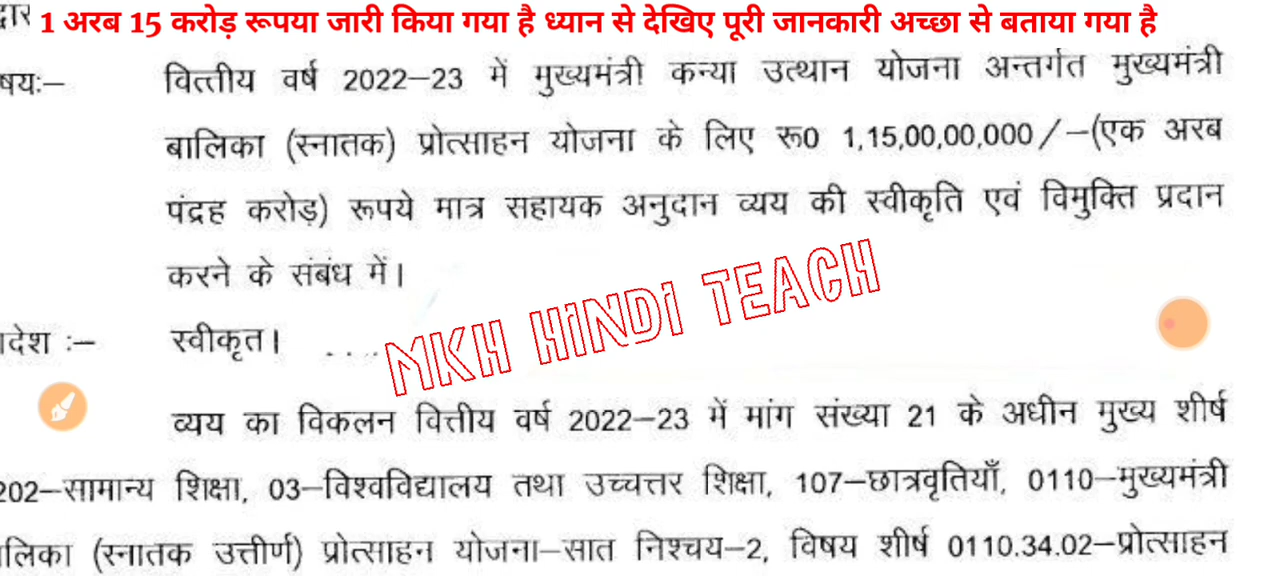 1 अरब 15 करोड़ रूपया जारी किया गया है ध्यान से देखिए पूरी जानकारी अच्छा से बताया गया है
षयः– वित्तीय वर्ष 2022–23 में मुख्यमंत्री कन्या उत्थान योजना अन्तर्गत मुख्यमंत्री
बालिका (स्नातक) प्रोत्साहन योजना के लिए रू0 1,15,00,00,000/–(एक अरब
पंद्रह करोड़) रूपये मात्र सहायक अनुदान व्यय की स्वीकृति एवं विमुक्ति प्रदान
करने के संबंध में।
MKH HINDI TEACH
ादेश :– स्वीकृत। ....
व्यय का विकलन वित्तीय वर्ष 2022–23 में मांग संख्या 21 के अधीन मुख्य शीर्ष
202–सामान्य शिक्षा, 03–विश्वविद्यालय तथा उच्चत्तर शिक्षा, 107–छात्रवृतियाँ, 0110–मुख्यमंत्री
लिका (स्नातक उत्तीर्ण) प्रोत्साहन योजना–सात निश्चय–2, विषय शीर्ष 0110.34.02–प्रोत्साहन